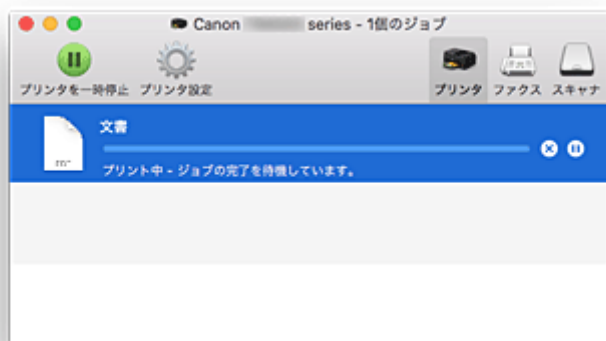 Canon series - 1個のジョブ
プリンタを一時停止 プリンタ設定 プリンタ ファクス スキャナ
文書
プリント中 - ジョブの完了を待機しています。